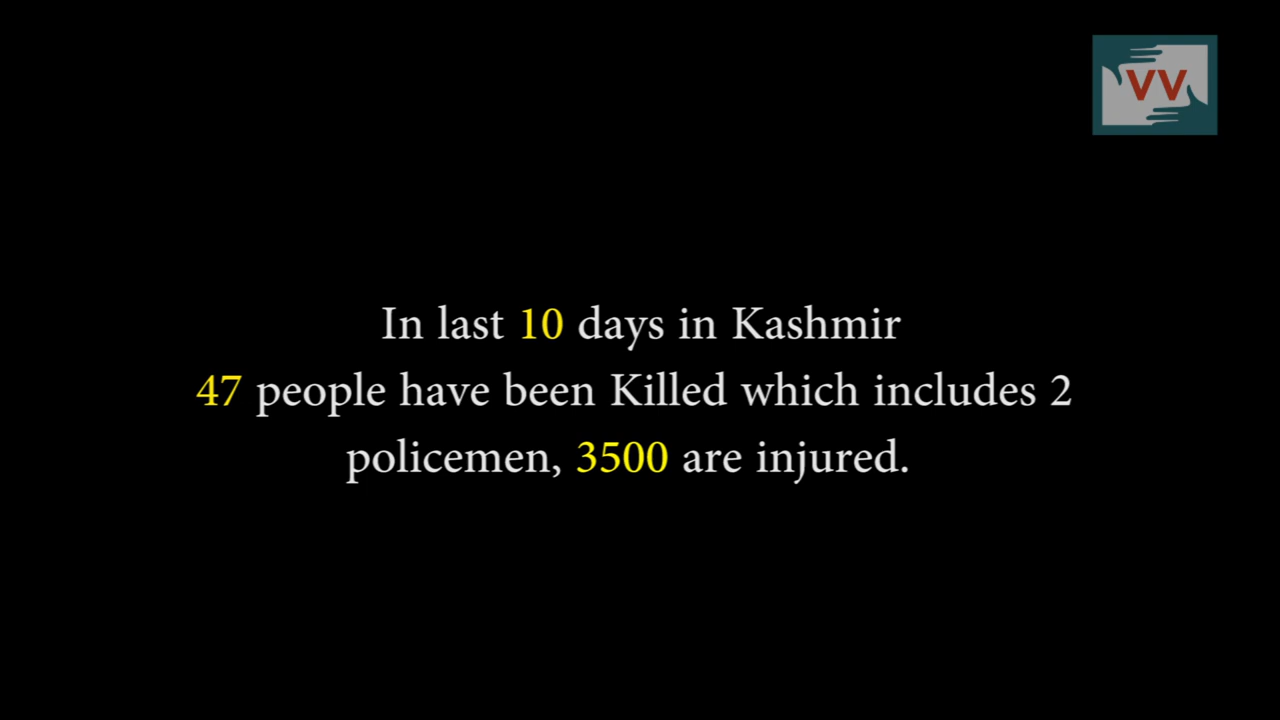 VV
In last 10 days in Kashmir
47 people have been Killed which includes 2
policemen, 3500 are injured.